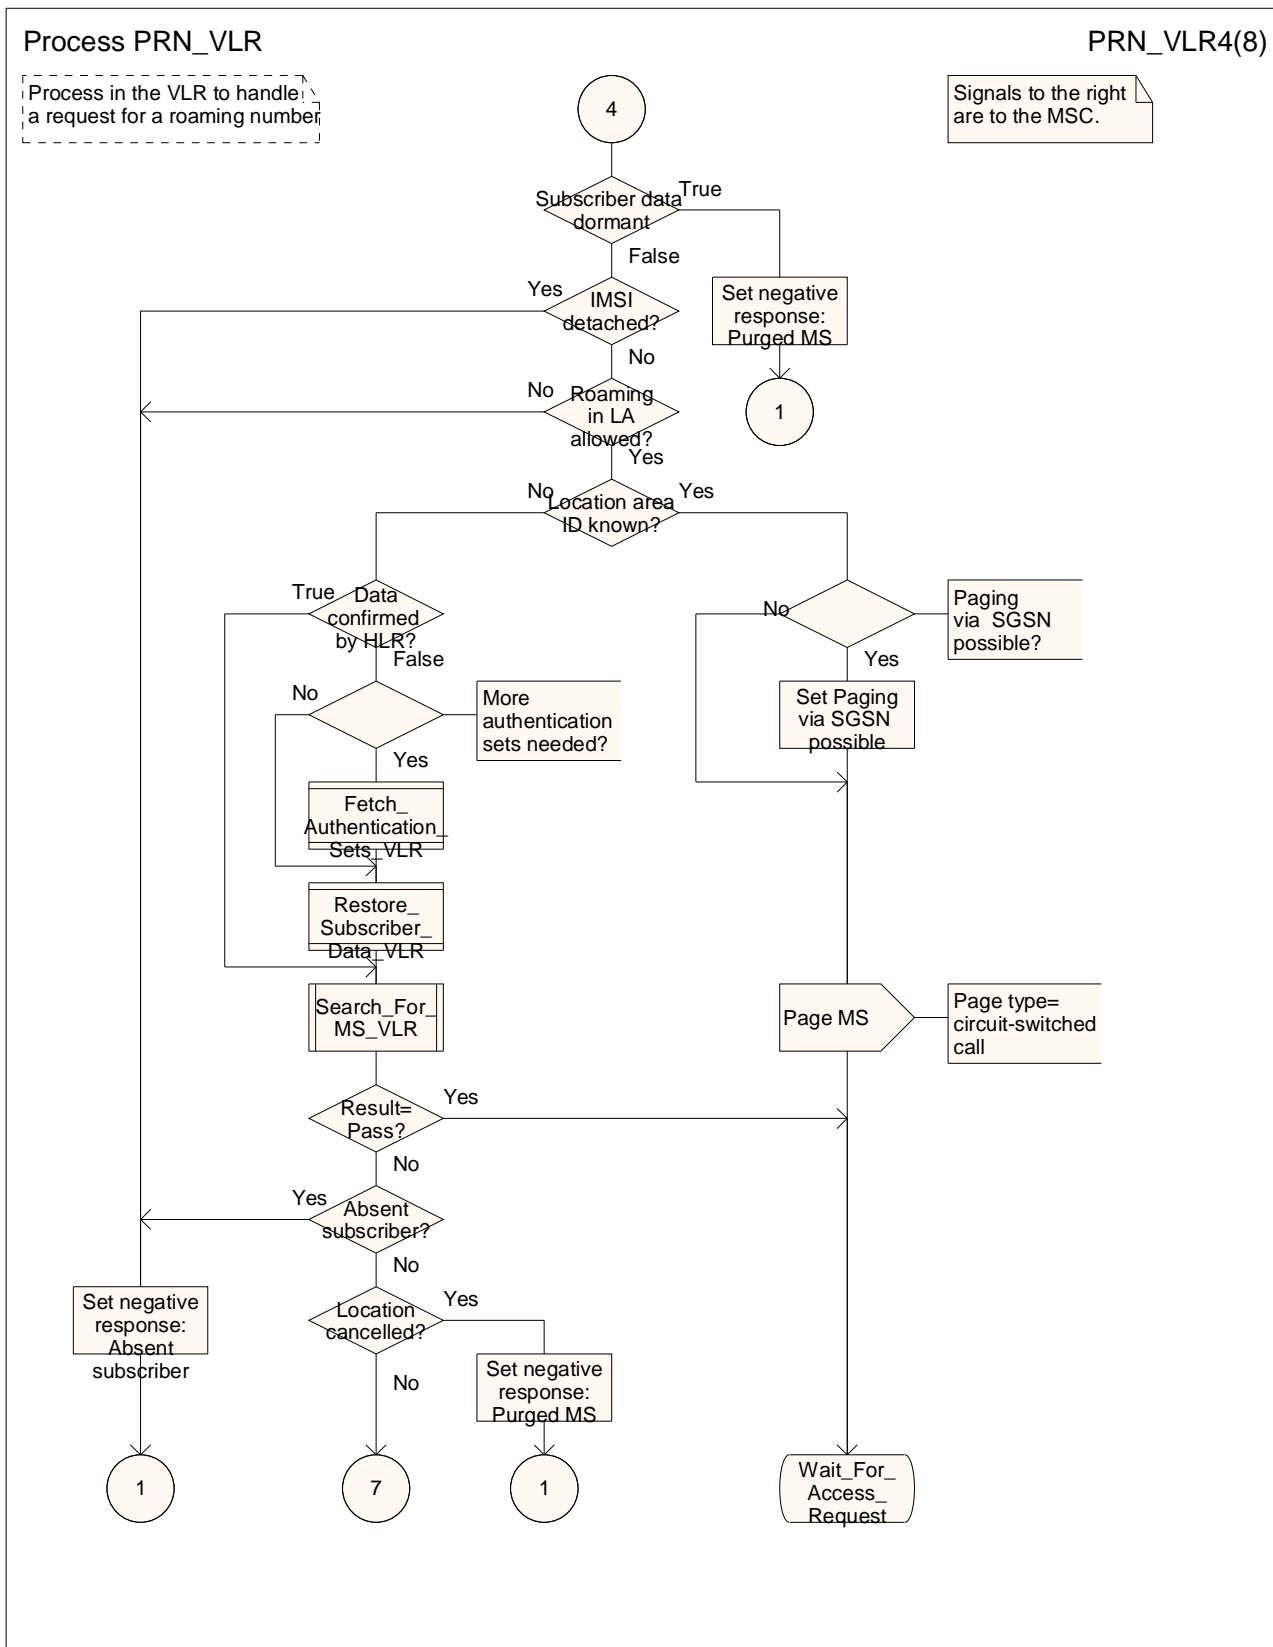 Process PRN_VLR
PRN_VLR4(8)
Process in the VLR to handle
a request for a roaming number
4
Signals to the right
are to the MSC.
Subscriber data
dormant
True
False
Yes
IMSI
detached?
Set negative
response:
Purged MS
No
No
Roaming
in LA
allowed?
1
Yes
No
Location area
ID known?
Yes
True
Data
confirmed
by HLR?
No
Paging
via SGSN
possible?
False
Yes
No
More
authentication
sets needed?
Set Paging
via SGSN
possible
Yes
Fetch_
Authentication_
Sets_VLR
Restore_
Subscriber_
Data_VLR
Search_For_
MS_VLR
Page MS
Page type=
circuit-switched
call
Result=
Pass?
Yes
No
Yes
Absent
subscriber?
No
Set negative
response:
Absent
subscriber
Location
cancelled?
Yes
No
Set negative
response:
Purged MS
1
7
1
Wait_For_
Access_
Request